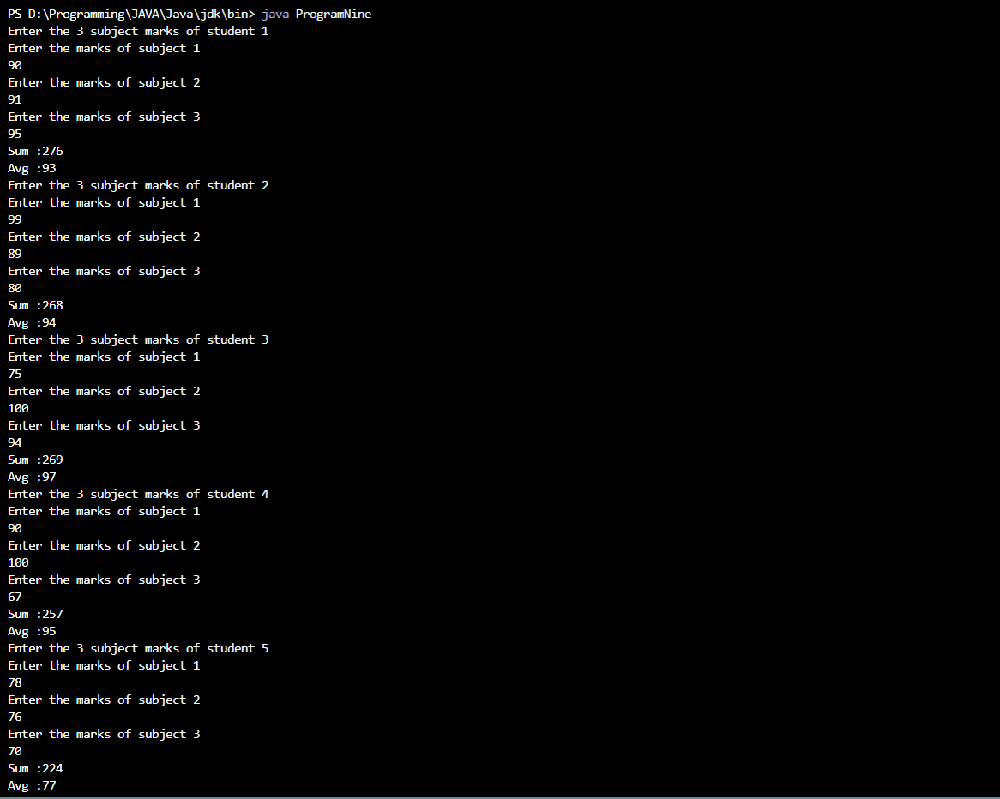 PS D:\Programming\JAVA\Java\jdk\bin> java ProgramNine
Enter the 3 subject marks of student 1
Enter the marks of subject 1
90
Enter the marks of subject 2
91
Enter the marks of subject 3
95
Sum :276
Avg :93
Enter the 3 subject marks of student 2
Enter the marks of subject 1
99
Enter the marks of subject 2
89
Enter the marks of subject 3
80
Sum :268
Avg :94
Enter the 3 subject marks of student 3
Enter the marks of subject 1
75
Enter the marks of subject 2
100
Enter the marks of subject 3
94
Sum :269
Avg :97
Enter the 3 subject marks of student 4
Enter the marks of subject 1
90
Enter the marks of subject 2
100
Enter the marks of subject 3
67
Sum :257
Avg :95
Enter the 3 subject marks of student 5
Enter the marks of subject 1
78
Enter the marks of subject 2
76
Enter the marks of subject 3
70
Sum :224
Avg :77